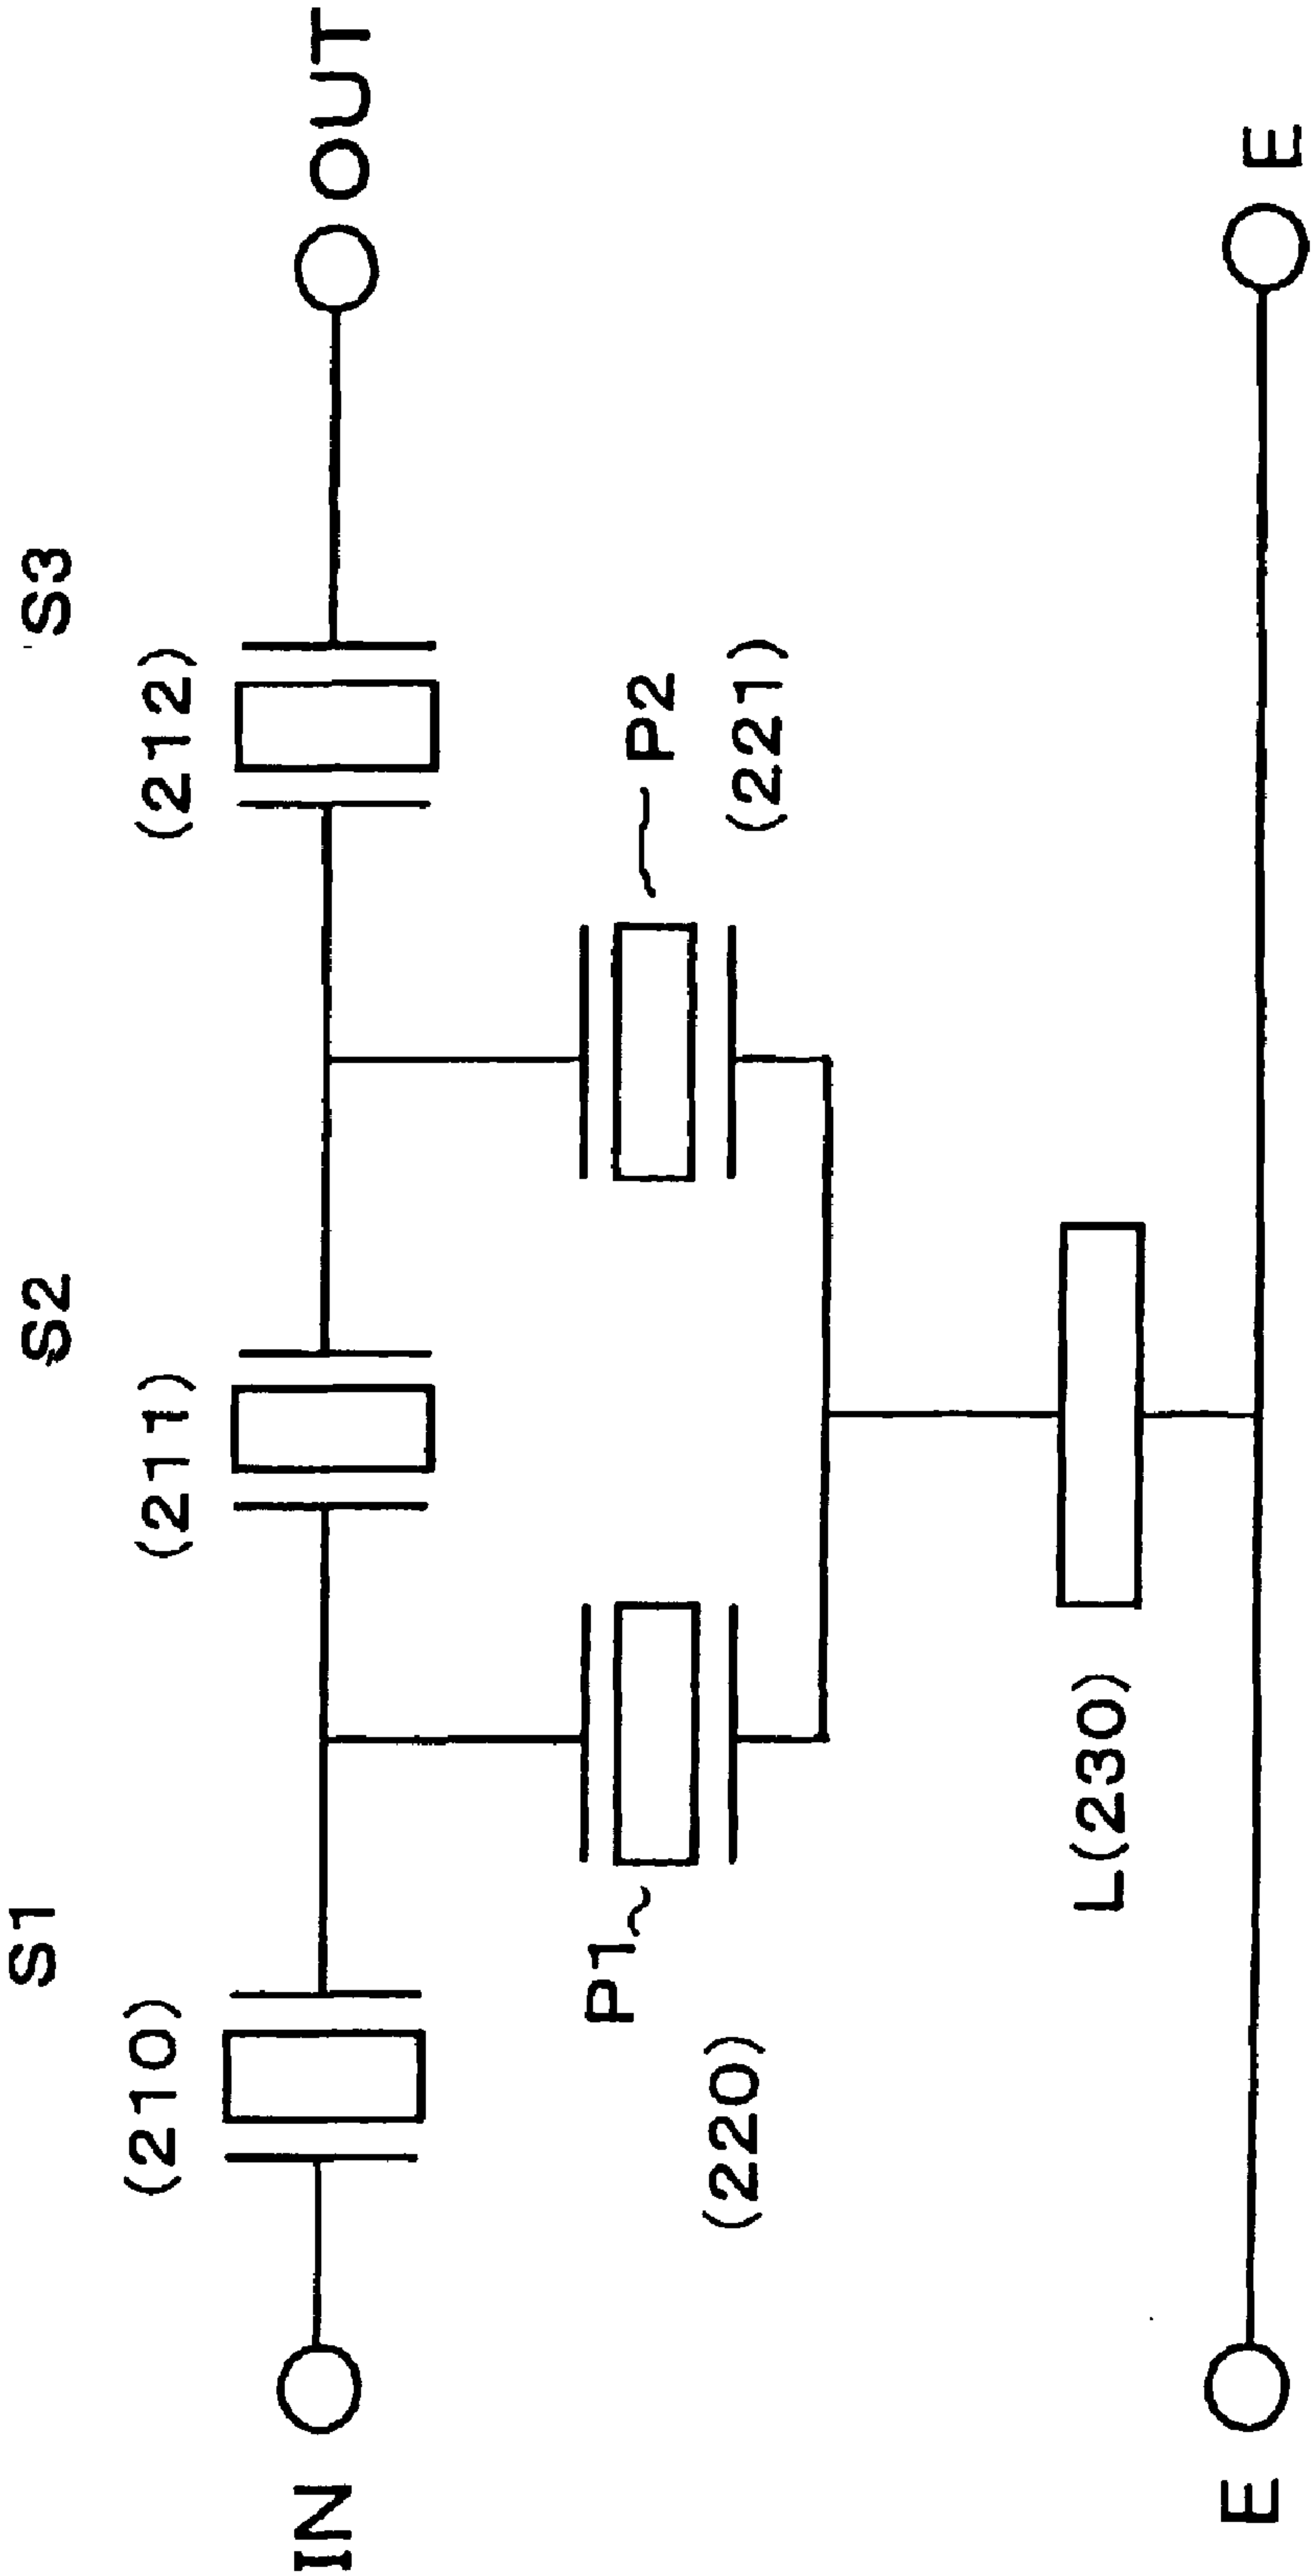 S1
S2
S3
(210)
(211)
(212)
IN
OUT
P1
(220)
P2
(221)
L(230)
E
E